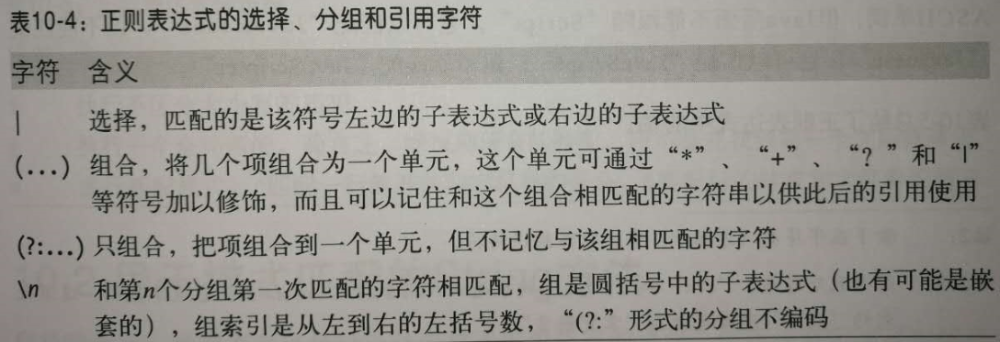 表10-4：正则表达式的选择、分组和引用字符
字符 含义
| 选择，匹配的是该符号左边的子表达式或右边的子表达式
(...) 组合，将几个项组合为一个单元，这个单元可通过“*”、“+”、“？”和“|”
等符号加以修饰，而且可以记住和这个组合相匹配的字符串以供此后的引用使用
(?:...) 只组合，把项组合到一个单元，但不记忆与该组相匹配的字符
\n 和第n个分组第一次匹配的字符相匹配，组是圆括号中的子表达式（也有可能是嵌
套的），组索引是从左到右的左括号数，“(?:”形式的分组不编码